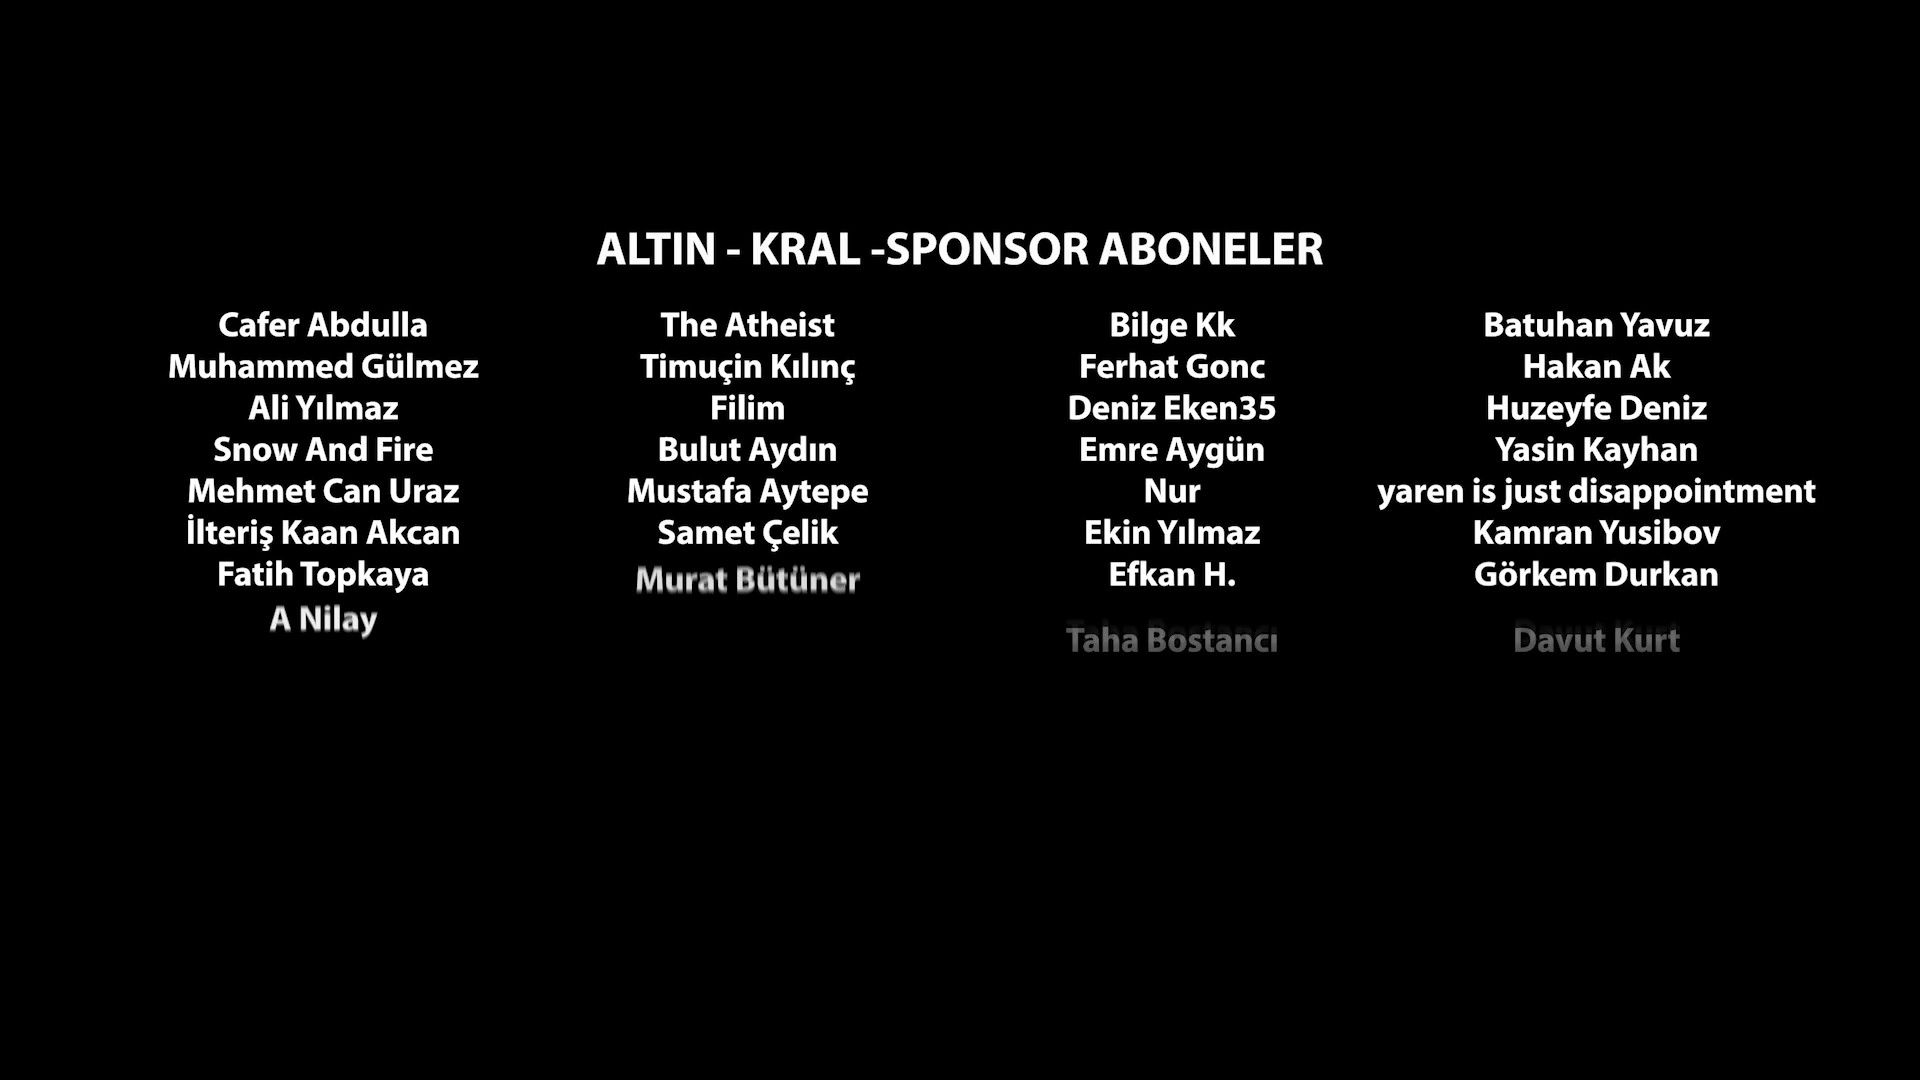 ALTIN - KRAL -SPONSOR ABONELER
Cafer Abdulla
Muhammed Gülmez
Ali Yılmaz
Snow And Fire
Mehmet Can Uraz
İlteriş Kaan Akcan
Fatih Topkaya
A Nilay
The Atheist
Timuçin Kılınç
Filim
Bulut Aydın
Mustafa Aytepe
Samet Çelik
Murat Bütüner
Bilge Kk
Ferhat Gonc
Deniz Eken35
Emre Aygün
Nur
Ekin Yılmaz
Efkan H.
Taha Bostancı
Batuhan Yavuz
Hakan Ak
Huzeyfe Deniz
Yasin Kayhan
yaren is just disappointment
Kamran Yusibov
Görkem Durkan
Davut Kurt